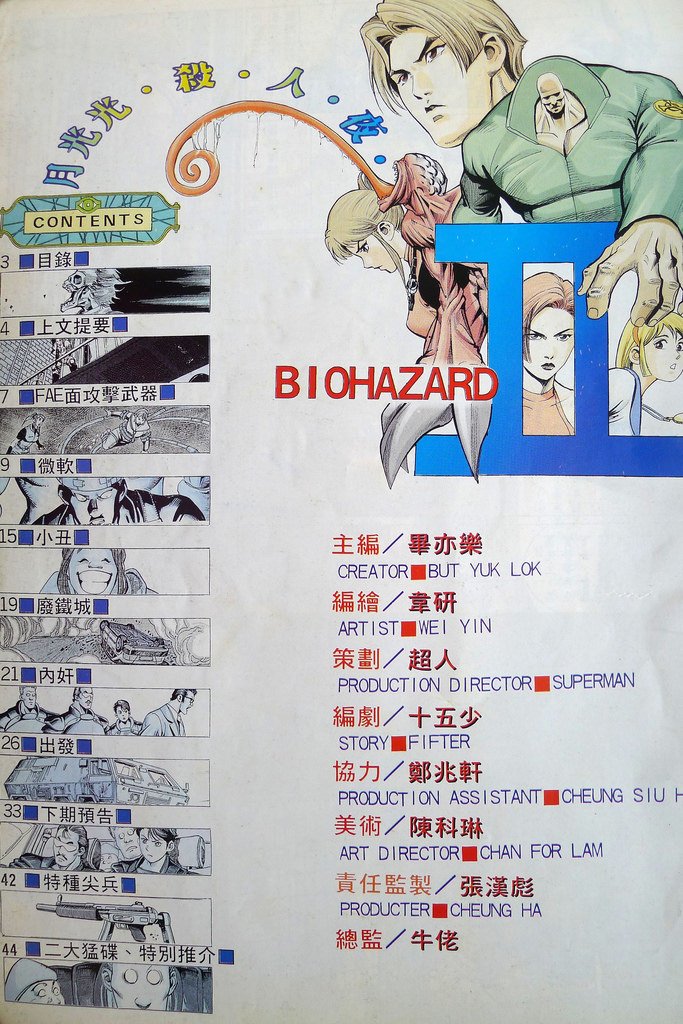 月光光·殺·人·夜·
CONTENTS
3 目錄
4 上文提要
7 FAE面攻擊武器
9 微軟
15 小丑
19 廢鐵城
21 內奸
26 出發
33 下期預告
42 特種尖兵
44 二大猛碟、特別推介
BIOHAZARD
II
主編／畢亦樂
CREATOR■BUT YUK LOK
編繪／韋研
ARTIST■WEI YIN
策劃／超人
PRODUCTION DIRECTOR■SUPERMAN
編劇／十五少
STORY■FIFTER
協力／鄭兆軒
PRODUCTION ASSISTANT■CHEUNG SIU H
美術／陳科琳
ART DIRECTOR■CHAN FOR LAM
責任監製／張漢彪
PRODUCTER■CHEUNG HA
總監／牛佬